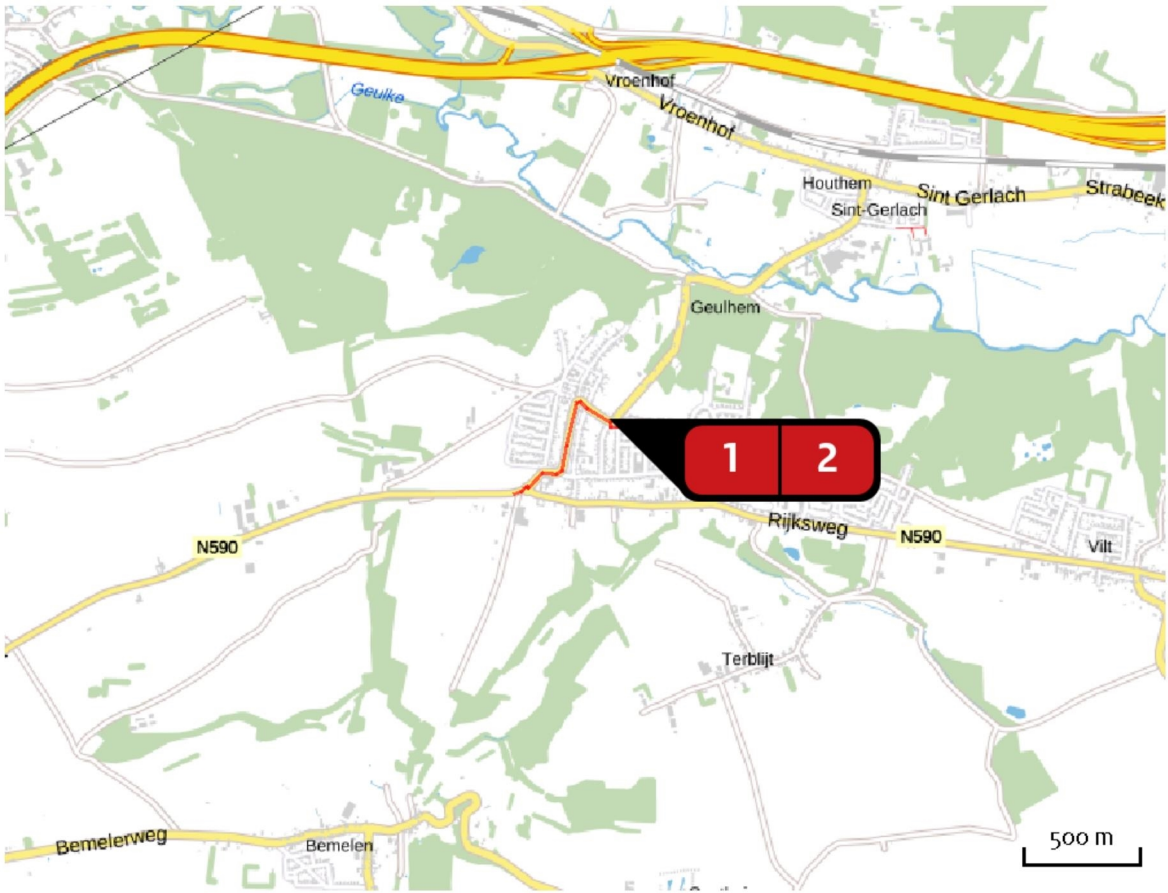 Geulke
Vroenhof
Vroenhof
Houthem
Sint Gerlach
Strabeek
Sint-Gerlach
Geulhem
1
2
Rijksweg
N590
N590
Vilt
Terblijt
500 m
Bemelerweg
Bemelen